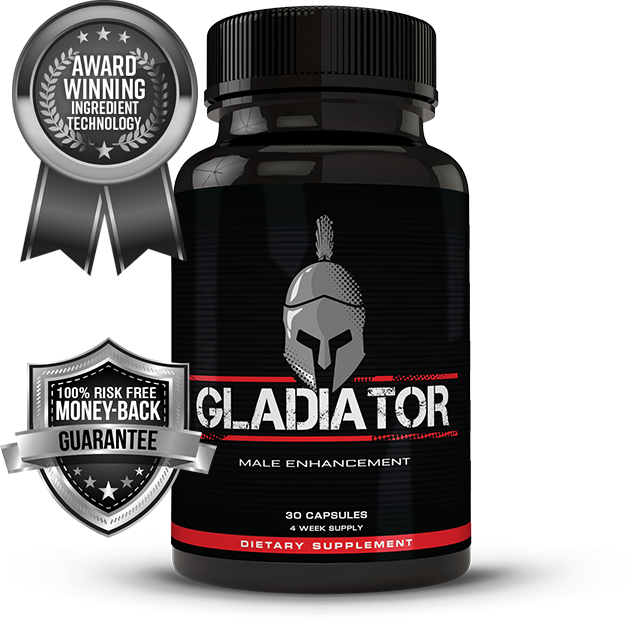 AWARD
WINNING
INGREDIENT
TECHNOLOGY
100% RISK FREE
MONEY-BACK
GUARANTEE
GLADIATOR
MALE ENHANCEMENT
30 CAPSULES
4 WEEK SUPPLY
DIETARY SUPPLEMENT